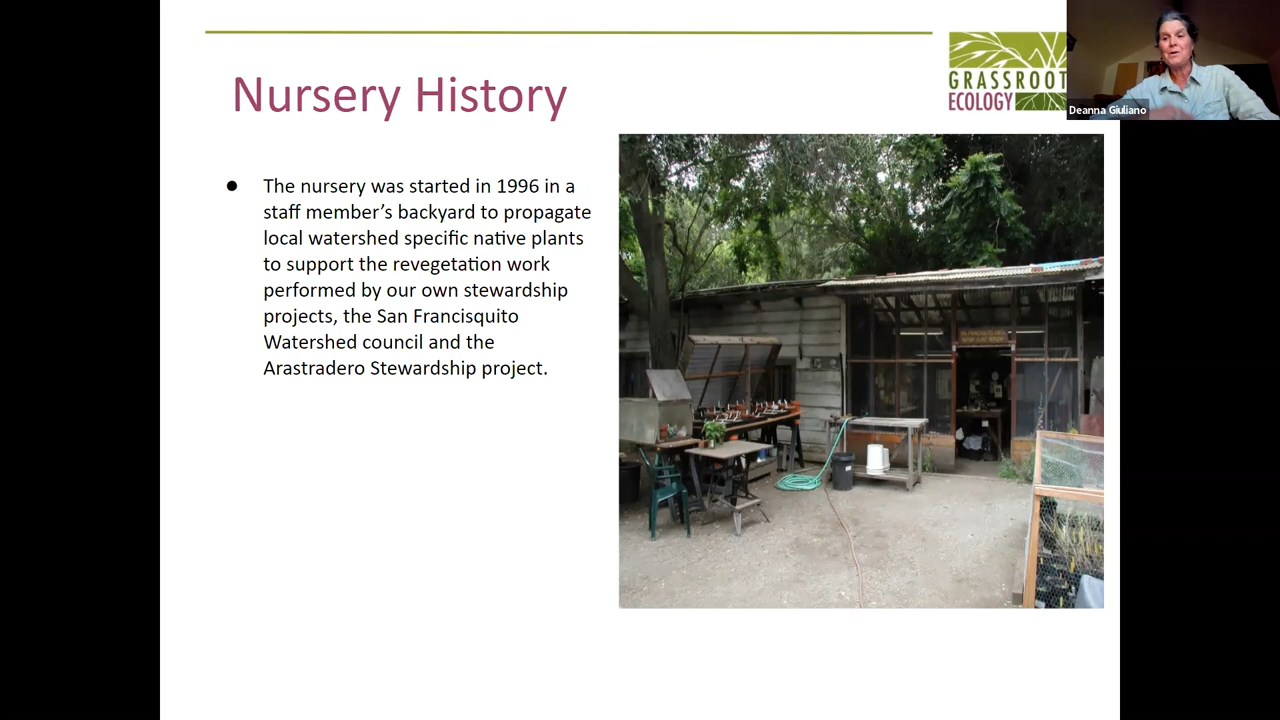 Nursery History
GRASSROOT
ECOLOGY
Deanna Giuliano
● The nursery was started in 1996 in a
staff member’s backyard to propagate
local watershed specific native plants
to support the revegetation work
performed by our own stewardship
projects, the San Francisquito
Watershed council and the
Arastradero Stewardship project.